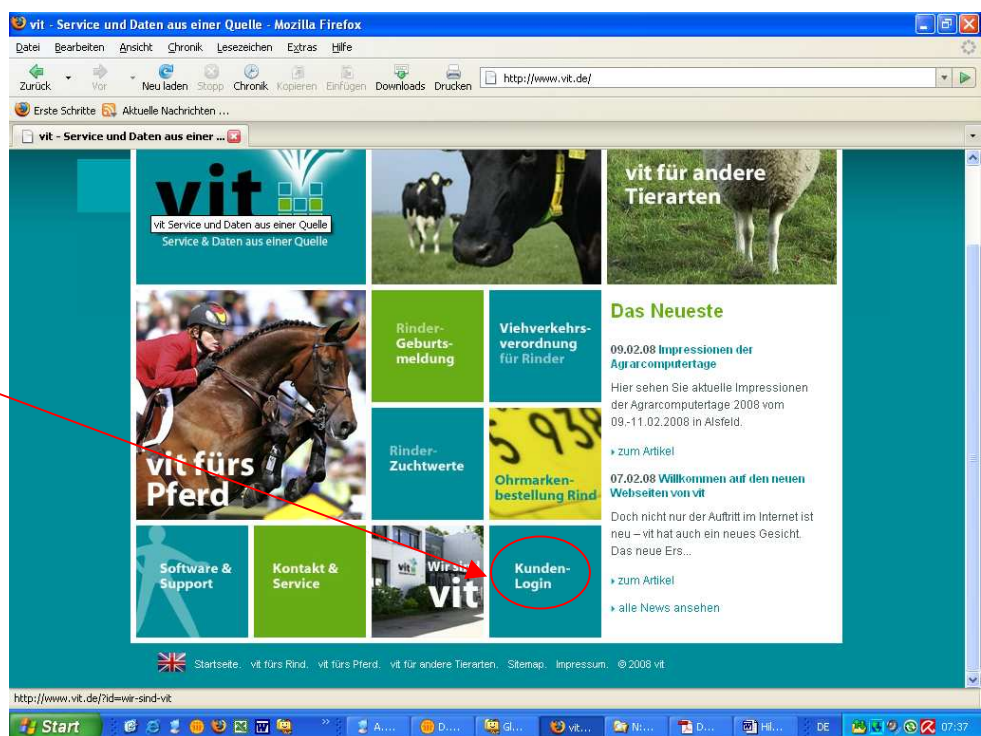 vit - Service und Daten aus einer Quelle - Mozilla Firefox
Datei Bearbeiten Ansicht Chronik Lesezeichen Extras Hilfe
Zurück Vor Neu laden Stopp Chronik Kopieren Einfügen Downloads Drucken http://www.vit.de/
Erste Schritte Aktuelle Nachrichten ...
vit - Service und Daten aus einer ...
vit
vit Service und Daten aus einer Quelle
Service & Daten aus einer Quelle
vit für andere
Tierarten
vit fürs
Pferd
Rinder-
Geburts-
meldung
Viehverkehrs-
verordnung
für Rinder
Rinder-
Zuchtwerte
5 938
Ohrmarken-
bestellung Rind
Das Neueste
09.02.08 Impressionen der
Agrarcomputertage
Hier sehen Sie aktuelle Impressionen
der Agrarcomputertage 2008 vom
09.-11.02.2008 in Alsfeld.
zum Artikel
07.02.08 Willkommen auf den neuen
Webseiten von vit
Doch nicht nur der Auftritt im Internet ist
neu – vit hat auch ein neues Gesicht.
Das neue Ers...
zum Artikel
alle News ansehen
Software &
Support
Kontakt &
Service
vit
Wir sind
vit
Kunden-
Login
Startseite. vit fürs Rind. vit fürs Pferd. vit für andere Tierarten. Sitemap. Impressum. © 2008 vit
http://www.vit.de/?id=wir-sind-vit
Start » A.... D.... Gl... vit... N:... D... Hil... DE 07:37